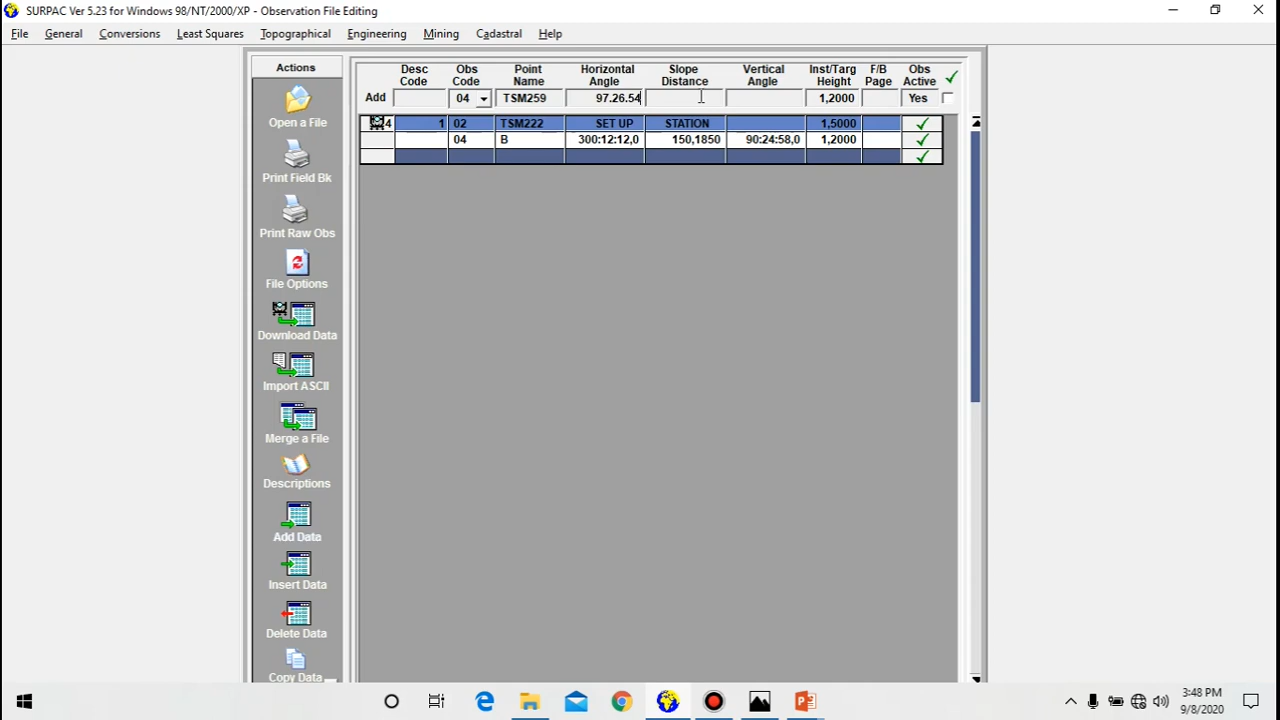 SURPAC Ver 5.23 for Windows 98/NT/2000/XP - Observation File Editing
File General Conversions Least Squares Topographical Engineering Mining Cadastral Help
Actions
Open a File
Print Field Bk
Print Raw Obs
File Options
Download Data
Import ASCII
Merge a File
Descriptions
Add Data
Insert Data
Delete Data
Copy Data
Desc Obs Point Horizontal Slope Vertical Inst/Targ F/B Obs
Code Code Name Angle Distance Angle Height Page Active
Add 04 TSM259 97.26.54 1,2000 Yes
4 1 02 TSM222 SET UP STATION 1,5000
04 B 300:12:12,0 150,1850 90:24:58,0 1,2000
3:48 PM
9/8/2020